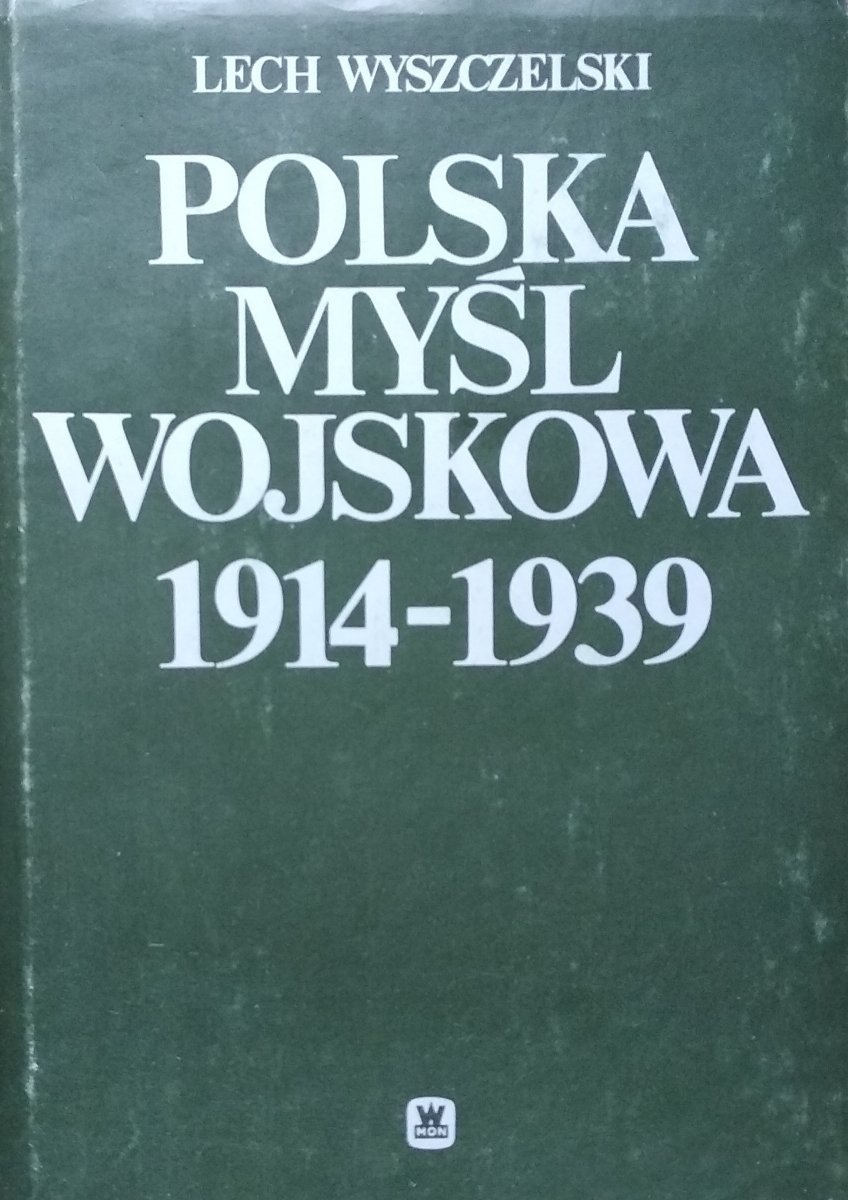 LECH WYSZCZELSKI
POLSKA
MYŚL
WOJSKOWA
1914-1939
W
MON